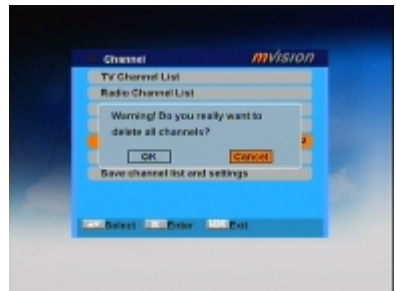 Channel
mvision
TV Channel List
Radio Channel List
Warning! Do you really want to
delete all channels?
OK
Cancel
Save channel list and settings
Select
Enter
Exit